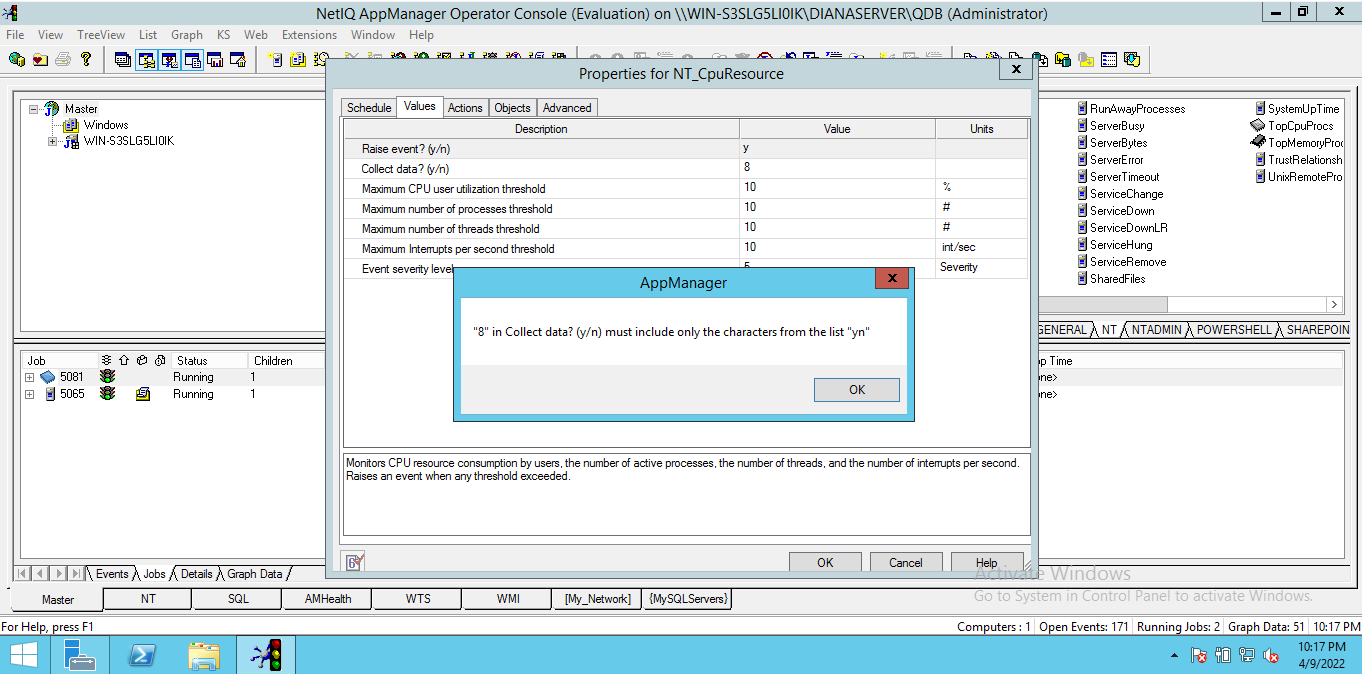 NetIQ AppManager Operator Console (Evaluation) on \\WIN-S3SLG5LI0IK\DIANASERVER\QDB (Administrator)
File View TreeView List Graph KS Web Extensions Window Help
Properties for NT_CpuResource
Master
Windows
WIN-S3SLG5LI0IK
Schedule Values Actions Objects Advanced
Description Value Units
Raise event? (y/n) y
Collect data? (y/n) 8
Maximum CPU user utilization threshold 10 %
Maximum number of processes threshold 10 #
Maximum number of threads threshold 10 #
Maximum Interrupts per second threshold 10 int/sec
Event severity level 5 Severity
AppManager
"8" in Collect data? (y/n) must include only the characters from the list "yn"
OK
Monitors CPU resource consumption by users, the number of active processes, the number of threads, and the number of interrupts per second.
Raises an event when any threshold exceeded.
OK Cancel Help
RunAwayProcesses
ServerBusy
ServerBytes
ServerError
ServerTimeout
ServiceChange
ServiceDown
ServiceDownLR
ServiceHung
ServiceRemove
SharedFiles
SystemUpTime
TopCpuProcs
TopMemoryProc
TrustRelationsh
UnixRemotePro
GENERAL NT NTADMIN POWERSHELL SHAREPOIN
Job Status Children
5081 Running 1
5065 Running 1
p Time
one>
one>
Events Jobs Details Graph Data
Master NT SQL AMHealth WTS WMI [My_Network] {MySQLServers}
Activate Windows
Go to System in Control Panel to activate Windows.
For Help, press F1
Computers : 1 Open Events: 171 Running Jobs: 2 Graph Data: 51 10:17 PM
10:17 PM
4/9/2022